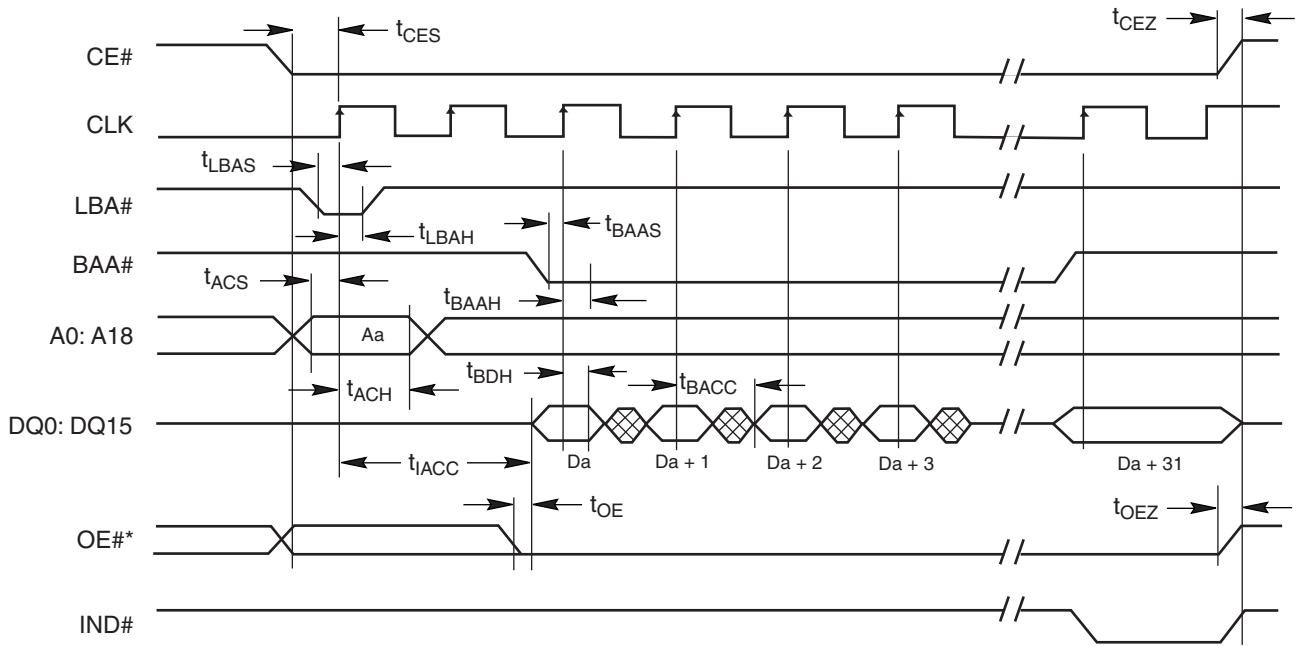 tCES
tCEZ
CE#
CLK
tLBAS
LBA#
tLBAH
tBAAS
BAA#
tACS
tBAAH
A0: A18
Aa
tACH
tBDH
tBACC
DQ0: DQ15
Da
Da + 1
Da + 2
Da + 3
Da + 31
tIACC
tOE
tOEZ
OE#*
IND#